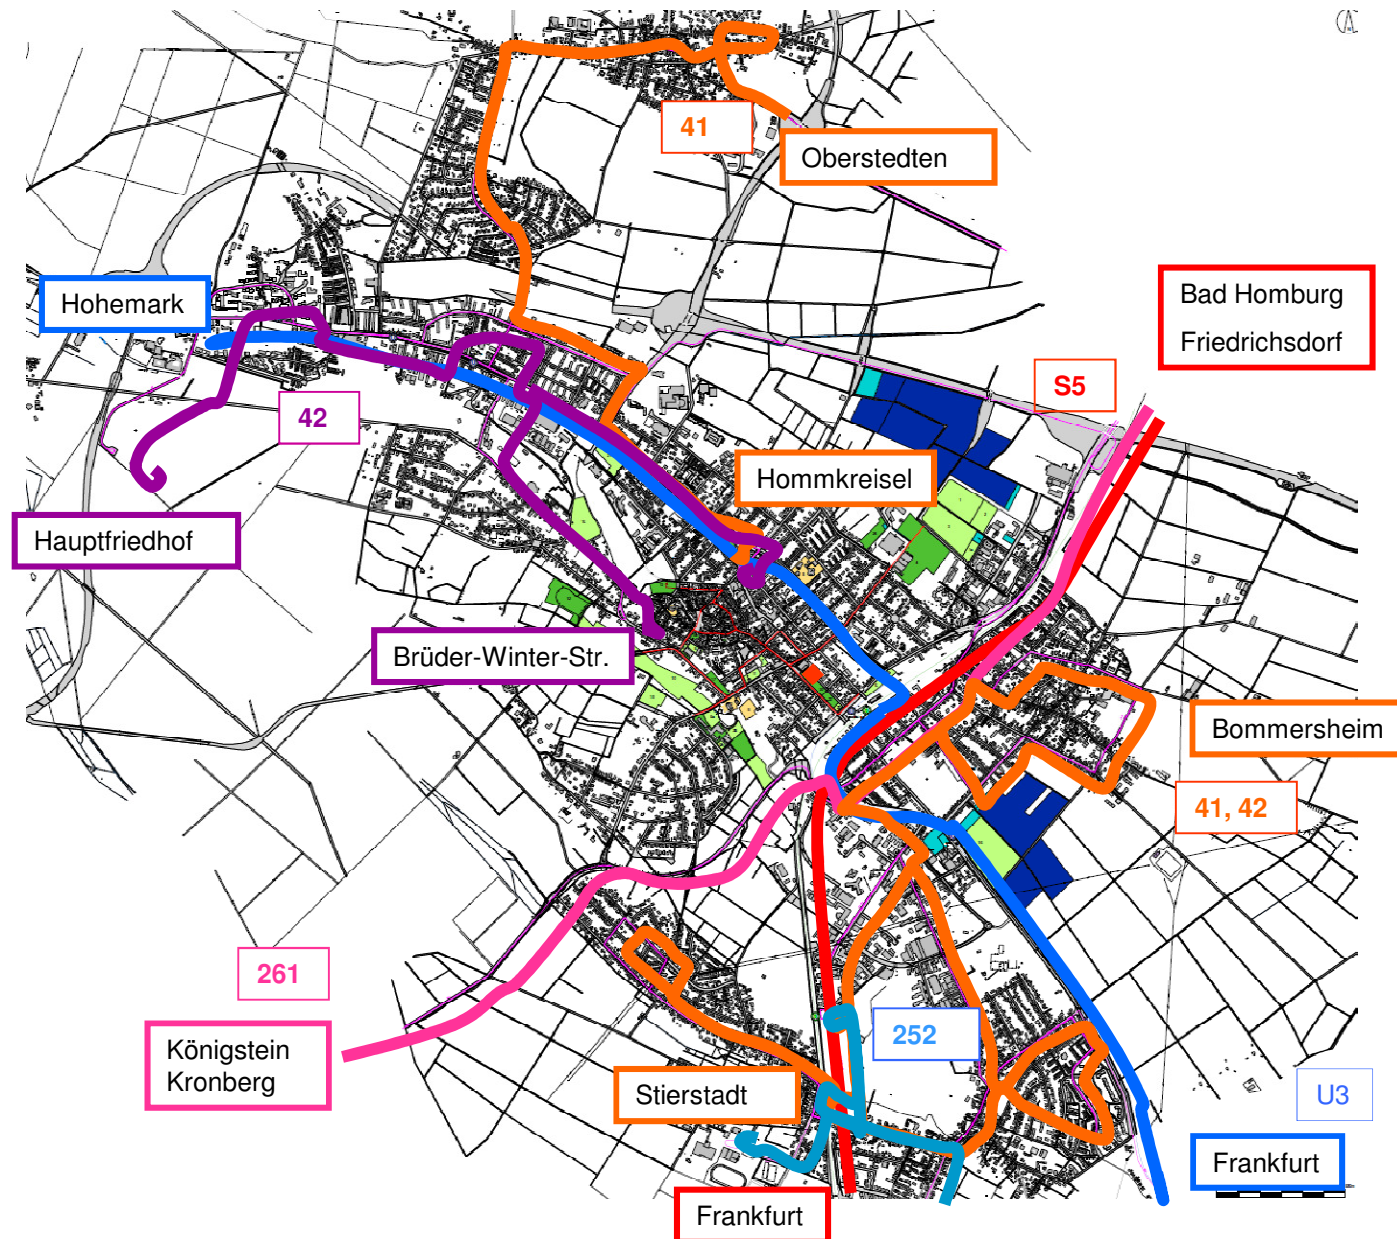 41
Oberstedten
Hohemark
Bad Homburg
Friedrichsdorf
S5
42
Hommkreisel
Hauptfriedhof
Brüder-Winter-Str.
Bommersheim
41, 42
261
252
Königstein
Kronberg
Stierstadt
U3
Frankfurt
Frankfurt